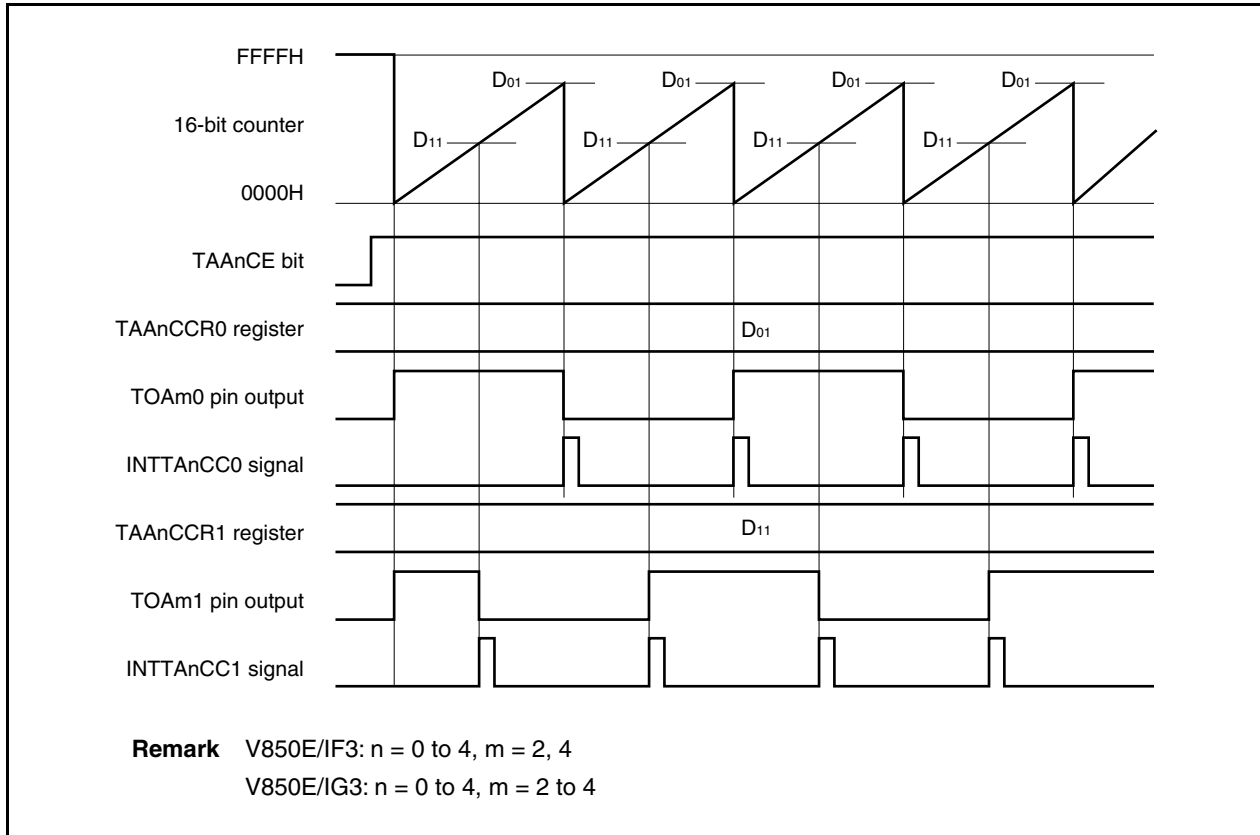 FFFFH
D01 D01 D01 D01
16-bit counter
D11 D11 D11 D11
0000H
TAAnCE bit
TAAnCCR0 register D01
TOAm0 pin output
INTTAnCC0 signal
TAAnCCR1 register D11
TOAm1 pin output
INTTAnCC1 signal
Remark V850E/IF3: n = 0 to 4, m = 2, 4
V850E/IG3: n = 0 to 4, m = 2 to 4